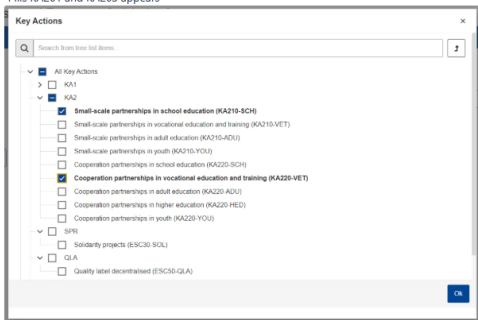 Key Actions ×
Search from tree list items...
All Key Actions
KA1
KA2
Small-scale partnerships in school education (KA210-SCH)
Small-scale partnerships in vocational education and training (KA210-VET)
Small-scale partnerships in adult education (KA210-ADU)
Small-scale partnerships in youth (KA210-YOU)
Cooperation partnerships in school education (KA220-SCH)
Cooperation partnerships in vocational education and training (KA220-VET)
Cooperation partnerships in adult education (KA220-ADU)
Cooperation partnerships in higher education (KA220-HED)
Cooperation partnerships in youth (KA220-YOU)
SPR
Solidarity projects (ESC30-SOL)
QLA
Quality label decentralised (ESC50-QLA)
Ok